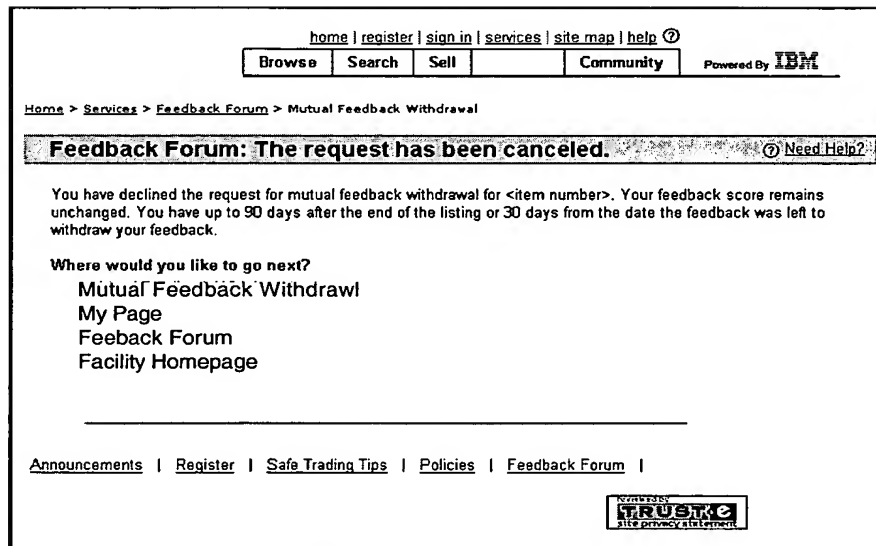 home | register | sign in | services | site map | help ?
Browse Search Sell Community Powered By IBM
Home > Services > Feedback Forum > Mutual Feedback Withdrawal
Feedback Forum: The request has been canceled. ? Need Help?
You have declined the request for mutual feedback withdrawal for <item number>. Your feedback score remains
unchanged. You have up to 90 days after the end of the listing or 30 days from the date the feedback was left to
withdraw your feedback.
Where would you like to go next?
Mutual Feedback Withdrawl
My Page
Feeback Forum
Facility Homepage
Announcements | Register | Safe Trading Tips | Policies | Feedback Forum |
reviewed by
TRUST-e
site privacy statement